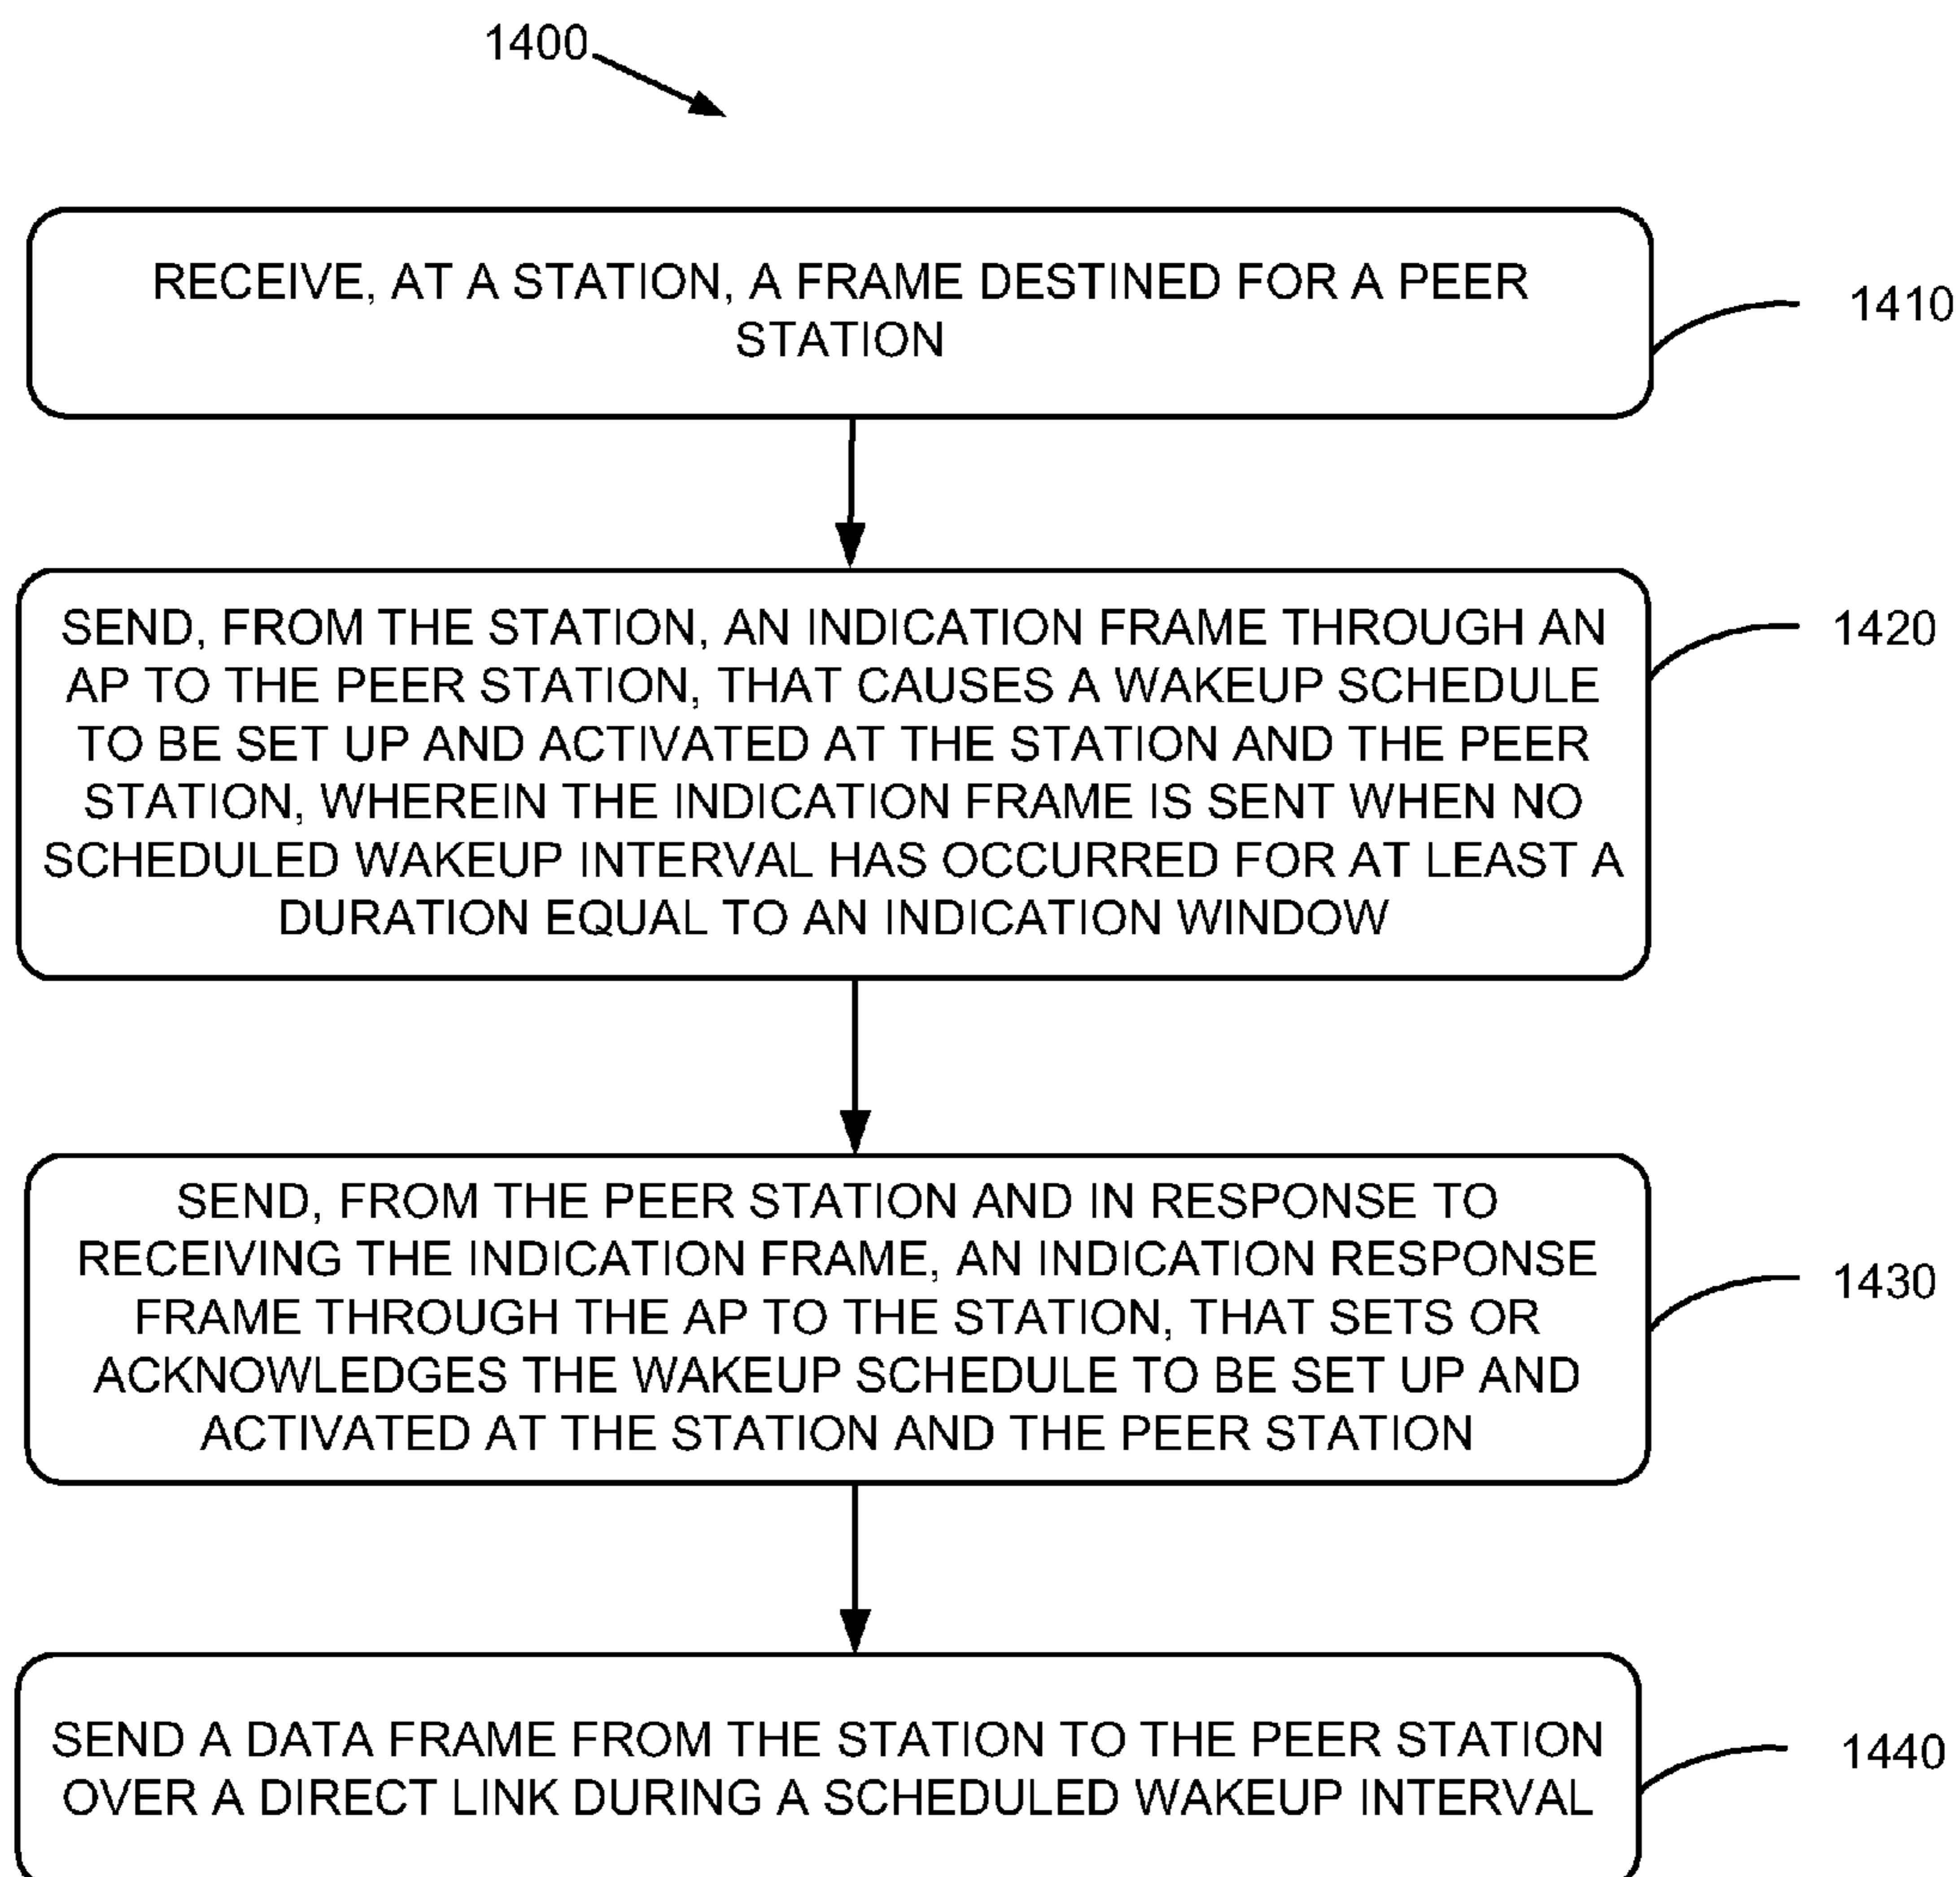 1400
RECEIVE, AT A STATION, A FRAME DESTINED FOR A PEER
STATION
1410
SEND, FROM THE STATION, AN INDICATION FRAME THROUGH AN
AP TO THE PEER STATION, THAT CAUSES A WAKEUP SCHEDULE
TO BE SET UP AND ACTIVATED AT THE STATION AND THE PEER
STATION, WHEREIN THE INDICATION FRAME IS SENT WHEN NO
SCHEDULED WAKEUP INTERVAL HAS OCCURRED FOR AT LEAST A
DURATION EQUAL TO AN INDICATION WINDOW
1420
SEND, FROM THE PEER STATION AND IN RESPONSE TO
RECEIVING THE INDICATION FRAME, AN INDICATION RESPONSE
FRAME THROUGH THE AP TO THE STATION, THAT SETS OR
ACKNOWLEDGES THE WAKEUP SCHEDULE TO BE SET UP AND
ACTIVATED AT THE STATION AND THE PEER STATION
1430
SEND A DATA FRAME FROM THE STATION TO THE PEER STATION
OVER A DIRECT LINK DURING A SCHEDULED WAKEUP INTERVAL
1440